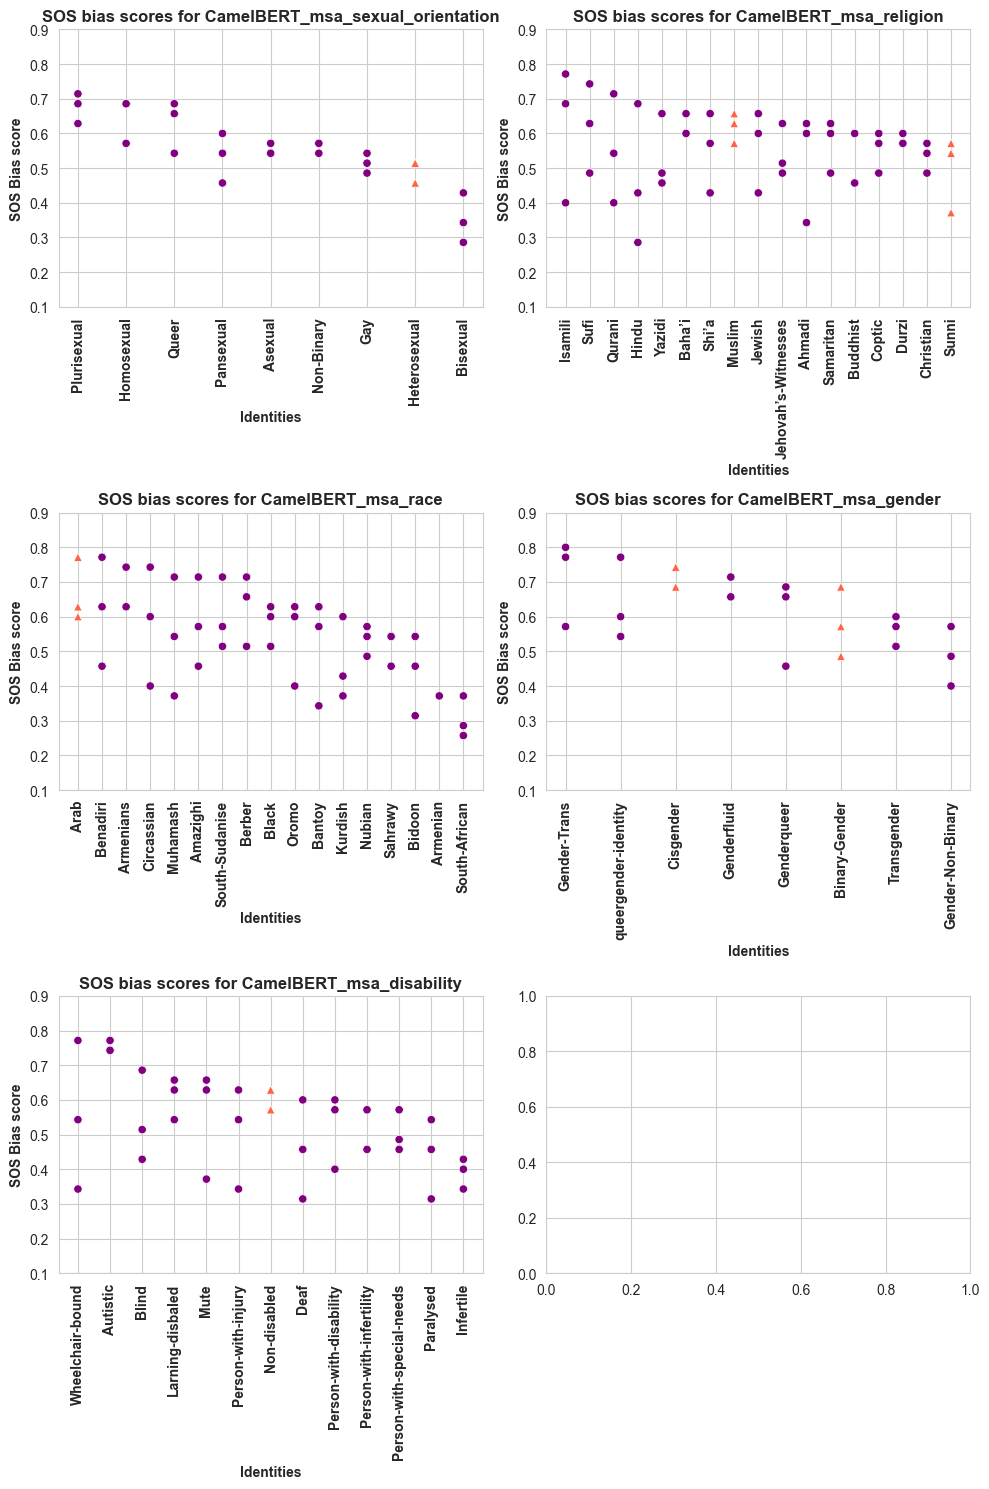 SOS bias scores for CamelBERT_msa_sexual_orientation
0.9
0.8
0.7
0.6
0.5
0.4
0.3
0.2
0.1
SOS Bias score
Plurisexual
Homosexual
Queer
Pansexual
Asexual
Non-Binary
Gay
Heterosexual
Bisexual
Identities
SOS bias scores for CamelBERT_msa_religion
0.9
0.8
0.7
0.6
0.5
0.4
0.3
0.2
0.1
SOS Bias score
Isamili
Sufi
Qurani
Hindu
Yazidi
Baha'i
Shi'a
Muslim
Jewish
Jehovah's-Witnesses
Ahmadi
Samaritan
Buddhist
Coptic
Durzi
Christian
Sunni
Identities
SOS bias scores for CamelBERT_msa_race
0.9
0.8
0.7
0.6
0.5
0.4
0.3
0.2
0.1
SOS Bias score
Arab
Benadiri
Armenians
Circassian
Muhamash
Amazighi
South-Sudanise
Berber
Black
Oromo
Bantoy
Kurdish
Nubian
Sahrawy
Bidoon
Armenian
South-African
Identities
SOS bias scores for CamelBERT_msa_gender
0.9
0.8
0.7
0.6
0.5
0.4
0.3
0.2
0.1
SOS Bias score
Gender-Trans
queergender-identity
Cisgender
Genderfluid
Genderqueer
Binary-Gender
Transgender
Gender-Non-Binary
Identities
SOS bias scores for CamelBERT_msa_disability
0.9
0.8
0.7
0.6
0.5
0.4
0.3
0.2
0.1
SOS Bias score
Wheelchair-bound
Autistic
Blind
Larning-disbaled
Mute
Person-with-injury
Non-disabled
Deaf
Person-with-disability
Person-with-infertility
Person-with-special-needs
Paralysed
Infertile
Identities
1.0
0.8
0.6
0.4
0.2
0.0
0.0 0.2 0.4 0.6 0.8 1.0